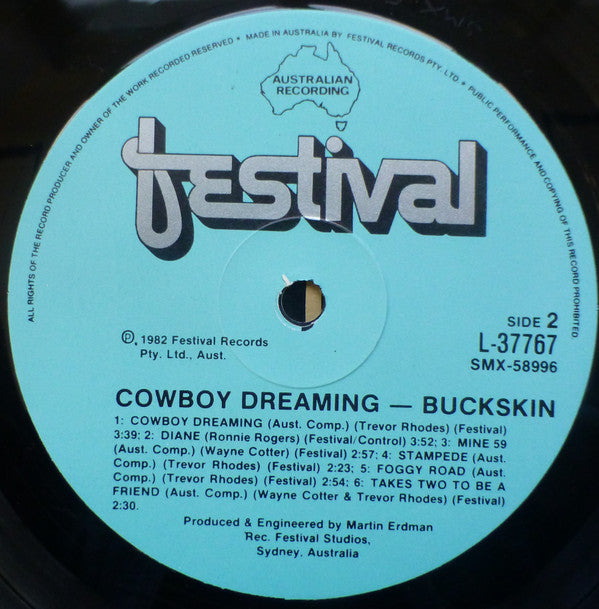 ALL RIGHTS OF THE RECORD PRODUCER AND OWNER OF THE WORK RECORDED RESERVED ★ MADE IN AUSTRALIA BY FESTIVAL RECORDS PTY. LTD. ★ PUBLIC PERFORMANCE AND COPYING OF THIS RECORD PROHIBITED.
AUSTRALIAN
RECORDING
festival
SIDE 2
L-37767
SMX-58996
℗. 1982 Festival Records
Pty. Ltd., Aust.
COWBOY DREAMING — BUCKSKIN
1: COWBOY DREAMING (Aust. Comp.) (Trevor Rhodes) (Festival)
3:39; 2: DIANE (Ronnie Rogers) (Festival/Control) 3:52; 3: MINE 59
(Aust. Comp.) (Wayne Cotter) (Festival) 2:57; 4: STAMPEDE (Aust.
Comp.) (Trevor Rhodes) (Festival) 2:23; 5: FOGGY ROAD (Aust.
Comp.) (Trevor Rhodes) (Festival) 2:54; 6: TAKES TWO TO BE A
FRIEND (Aust. Comp.) (Wayne Cotter & Trevor Rhodes) (Festival)
2:30.
Produced & Engineered by Martin Erdman
Rec. Festival Studios,
Sydney, Australia